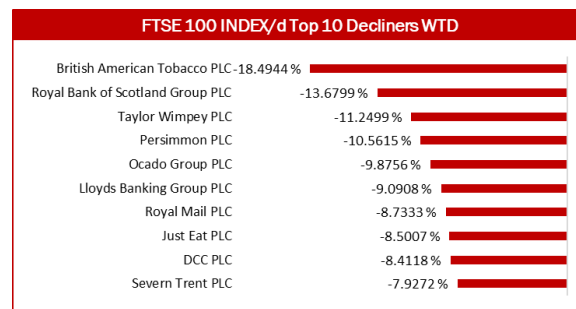 FTSE 100 INDEX/d Top 10 Decliners WTD
British American Tobacco PLC -18.4944 %
Royal Bank of Scotland Group PLC -13.6799 %
Taylor Wimpey PLC -11.2499 %
Persimmon PLC -10.5615 %
Ocado Group PLC -9.8756 %
Lloyds Banking Group PLC -9.0908 %
Royal Mail PLC -8.7333 %
Just Eat PLC -8.5007 %
DCC PLC -8.4118 %
Severn Trent PLC -7.9272 %